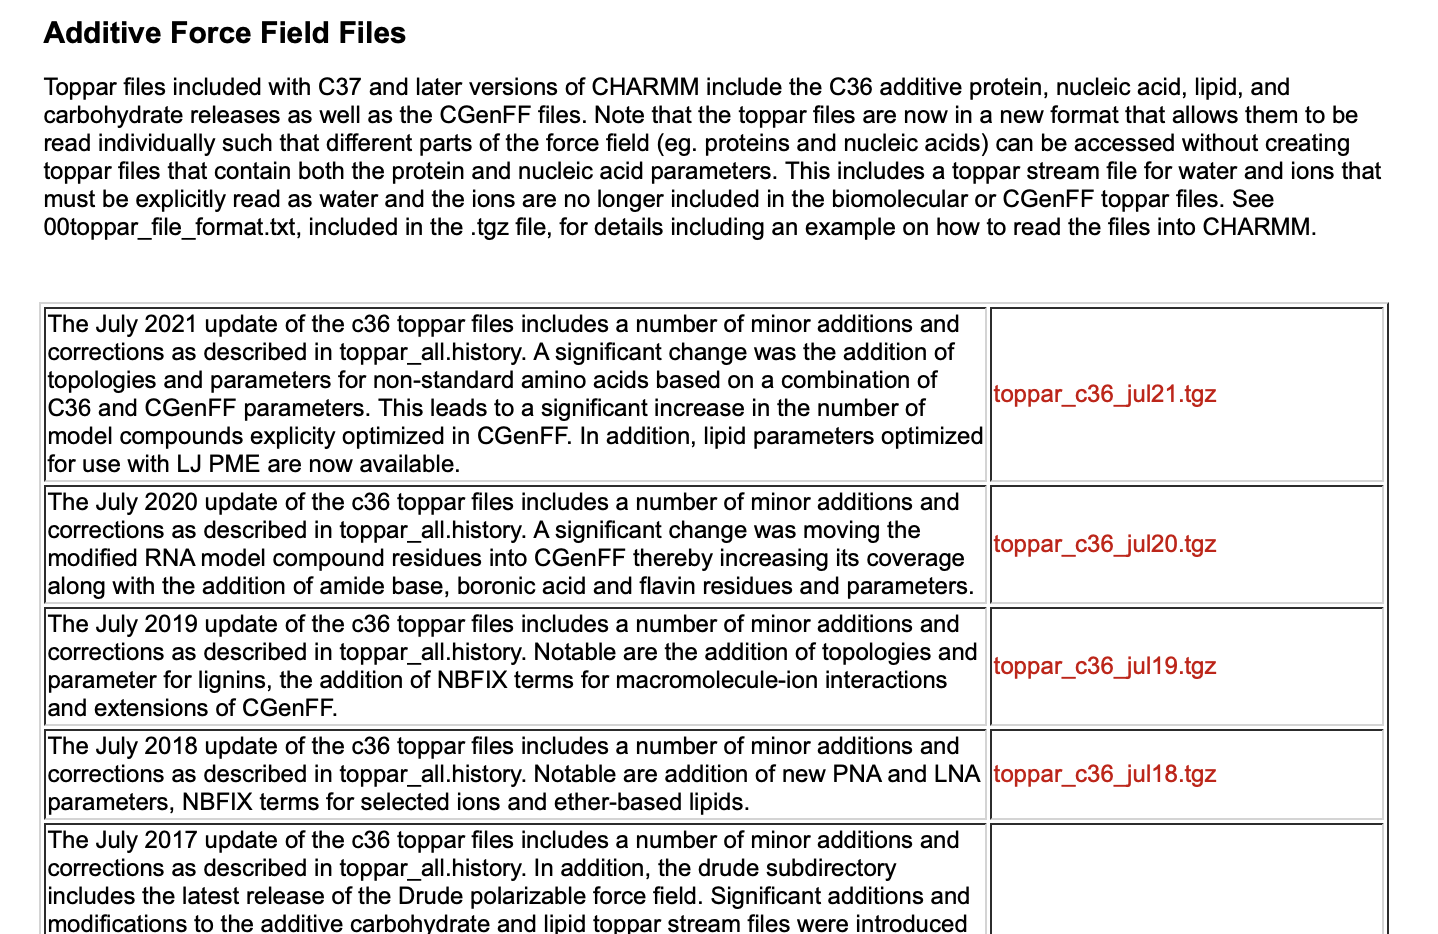 Additive Force Field Files
Toppar files included with C37 and later versions of CHARMM include the C36 additive protein, nucleic acid, lipid, and
carbohydrate releases as well as the CGenFF files. Note that the toppar files are now in a new format that allows them to be
read individually such that different parts of the force field (eg. proteins and nucleic acids) can be accessed without creating
toppar files that contain both the protein and nucleic acid parameters. This includes a toppar stream file for water and ions that
must be explicitly read as water and the ions are no longer included in the biomolecular or CGenFF toppar files. See
00toppar_file_format.txt, included in the .tgz file, for details including an example on how to read the files into CHARMM.
The July 2021 update of the c36 toppar files includes a number of minor additions and
corrections as described in toppar_all.history. A significant change was the addition of
topologies and parameters for non-standard amino acids based on a combination of
C36 and CGenFF parameters. This leads to a significant increase in the number of
model compounds explicity optimized in CGenFF. In addition, lipid parameters optimized
for use with LJ PME are now available.
toppar_c36_jul21.tgz
The July 2020 update of the c36 toppar files includes a number of minor additions and
corrections as described in toppar_all.history. A significant change was moving the
modified RNA model compound residues into CGenFF thereby increasing its coverage
along with the addition of amide base, boronic acid and flavin residues and parameters.
toppar_c36_jul20.tgz
The July 2019 update of the c36 toppar files includes a number of minor additions and
corrections as described in toppar_all.history. Notable are the addition of topologies and
parameter for lignins, the addition of NBFIX terms for macromolecule-ion interactions
and extensions of CGenFF.
toppar_c36_jul19.tgz
The July 2018 update of the c36 toppar files includes a number of minor additions and
corrections as described in toppar_all.history. Notable are addition of new PNA and LNA
parameters, NBFIX terms for selected ions and ether-based lipids.
toppar_c36_jul18.tgz
The July 2017 update of the c36 toppar files includes a number of minor additions and
corrections as described in toppar_all.history. In addition, the drude subdirectory
includes the latest release of the Drude polarizable force field. Significant additions and
modifications to the additive carbohydrate and lipid toppar stream files were introduced